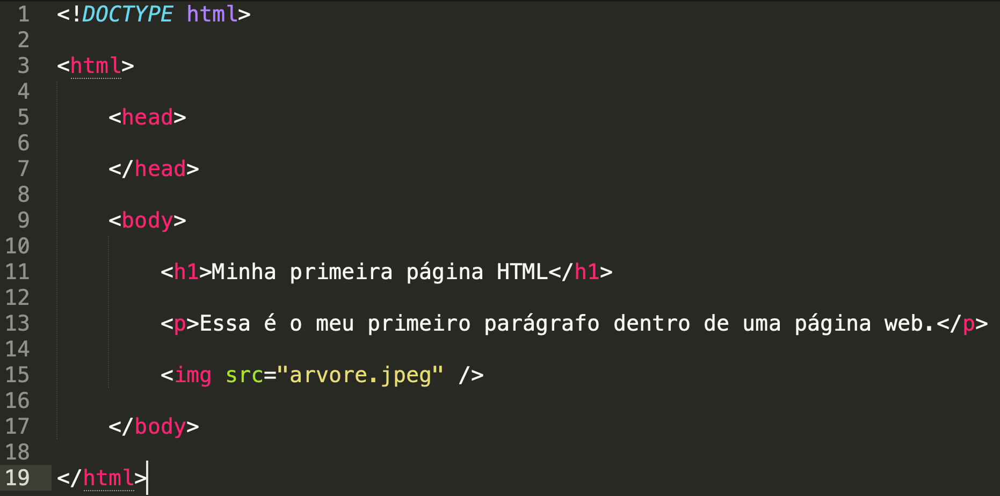 1 <!DOCTYPE html>
2
3 <html>
4
5     <head>
6
7     </head>
8
9     <body>
10
11         <h1>Minha primeira página HTML</h1>
12
13         <p>Essa é o meu primeiro parágrafo dentro de uma página web.</p>
14
15         <img src="arvore.jpeg" />
16
17     </body>
18
19 </html>